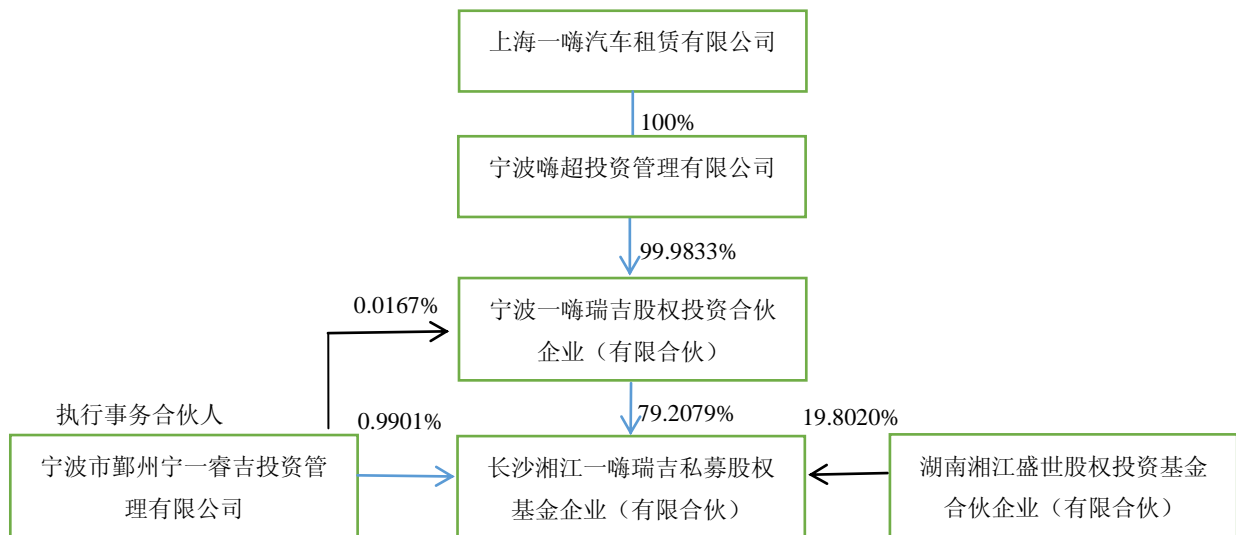 上海一嗨汽车租赁有限公司
100%
宁波嗨超投资管理有限公司
99.9833%
0.0167%
宁波一嗨瑞吉股权投资合伙
企业（有限合伙）
执行事务合伙人
0.9901%
79.2079%
19.8020%
宁波市鄞州宁一睿吉投资管
理有限公司
长沙湘江一嗨瑞吉私募股权
基金企业（有限合伙）
湖南湘江盛世股权投资基金
合伙企业（有限合伙）